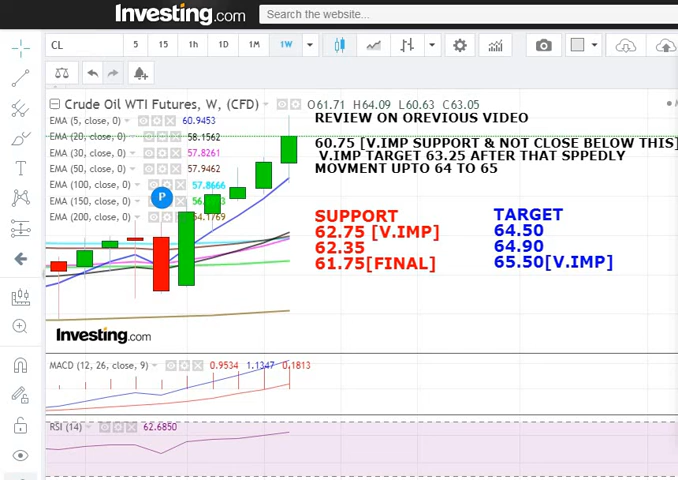 Investing.com
Search the website...
CL
5
15
1h
1D
1M
1W
Crude Oil WTI Futures, W, (CFD)
O61.71 H64.09 L60.63 C63.05
EMA (5, close, 0) 60.9453
EMA (20, close, 0) 58.1562
EMA (30, close, 0) 57.8261
EMA (50, close, 0) 57.9462
EMA (100, close, 0) 57.8666
EMA (150, close, 0)
EMA (200, close, 0) 54.1769
P
REVIEW ON OREVIOUS VIDEO
60.75 [V.IMP SUPPORT & NOT CLOSE BELOW THIS]
V.IMP TARGET 63.25 AFTER THAT SPPEDLY
MOVMENT UPTO 64 TO 65
SUPPORT
62.75 [V.IMP]
62.35
61.75[FINAL]
TARGET
64.50
64.90
65.50[V.IMP]
Investing.com
MACD (12, 26, close, 9) 0.9534 1.1347 0.1813
RSI (14) 62.6850